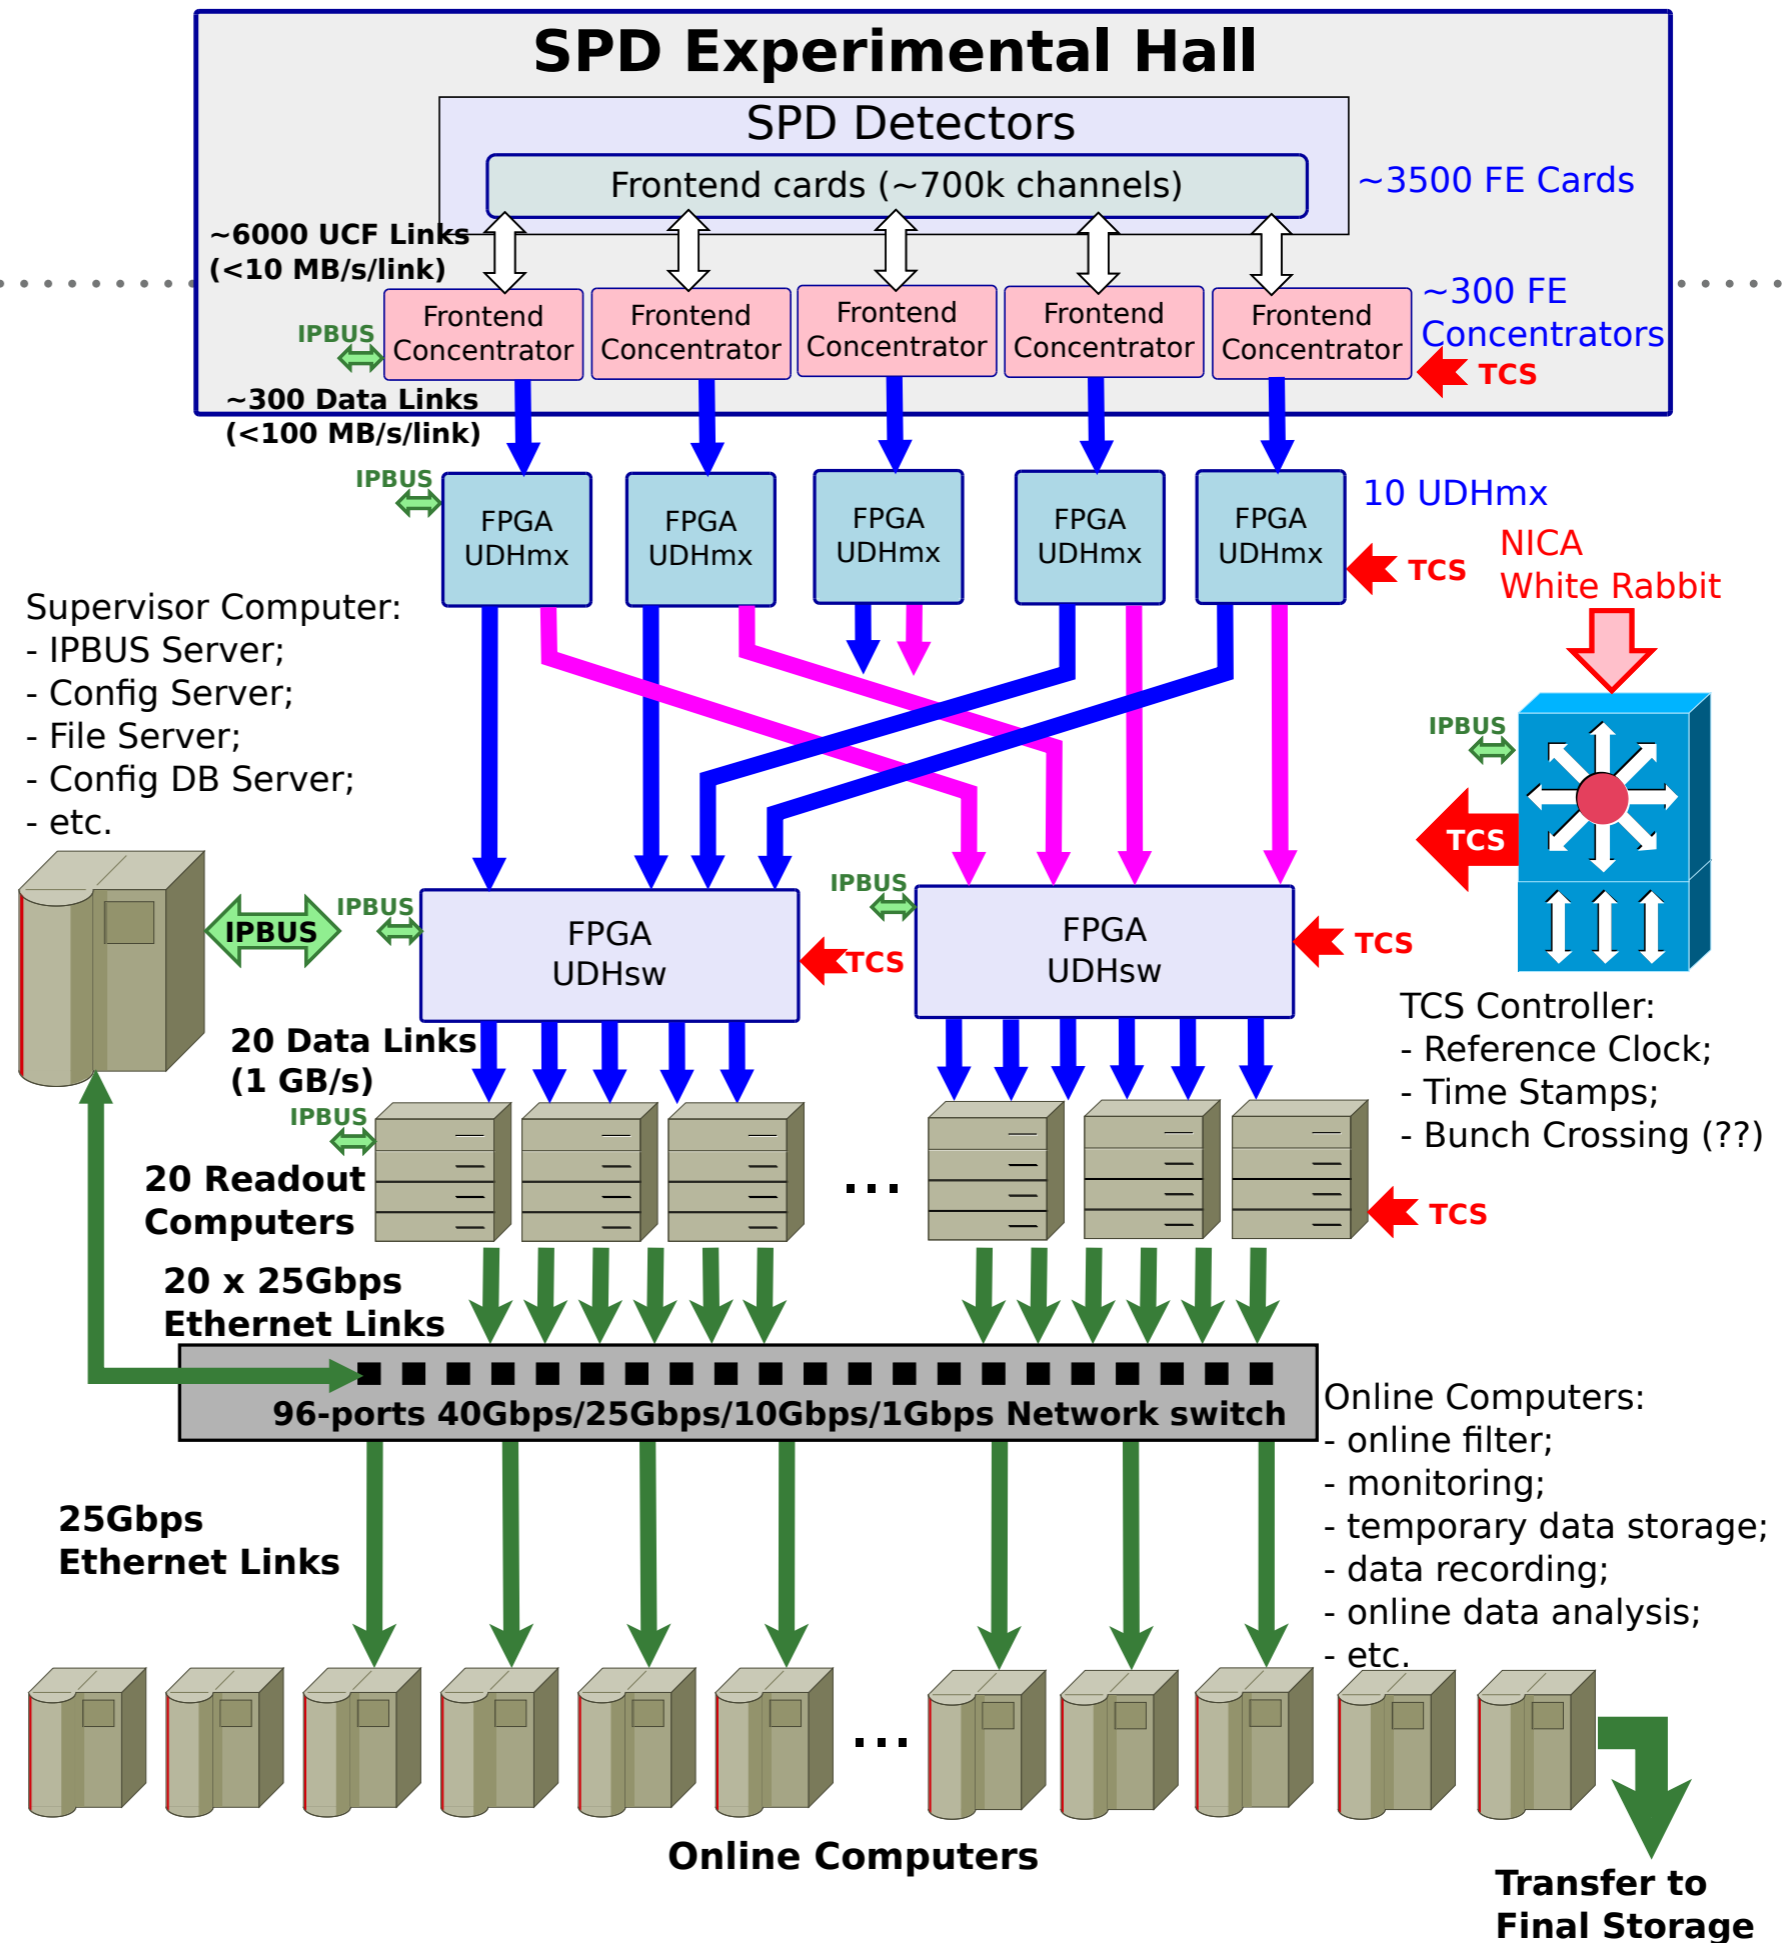 SPD Experimental Hall
SPD Detectors
Frontend cards (~700k channels)
~3500 FE Cards
~6000 UCF Links
(<10 MB/s/link)
~300 FE
Concentrators
Frontend
Concentrator
Frontend
Concentrator
Frontend
Concentrator
Frontend
Concentrator
Frontend
Concentrator
IPBUS
TCS
~300 Data Links
(<100 MB/s/link)
IPBUS
FPGA
UDHmx
FPGA
UDHmx
FPGA
UDHmx
FPGA
UDHmx
FPGA
UDHmx
10 UDHmx
TCS
NICA
White Rabbit
Supervisor Computer:
- IPBUS Server;
- Config Server;
- File Server;
- Config DB Server;
- etc.
IPBUS
TCS
IPBUS
IPBUS
FPGA
UDHsw
TCS
IPBUS
FPGA
UDHsw
TCS
TCS Controller:
- Reference Clock;
- Time Stamps;
- Bunch Crossing (??)
20 Data Links
(1 GB/s)
IPBUS
20 Readout
Computers
...
TCS
20 x 25Gbps
Ethernet Links
96-ports 40Gbps/25Gbps/10Gbps/1Gbps Network switch
Online Computers:
- online filter;
- monitoring;
- temporary data storage;
- data recording;
- online data analysis;
- etc.
25Gbps
Ethernet Links
...
Online Computers
Transfer to
Final Storage